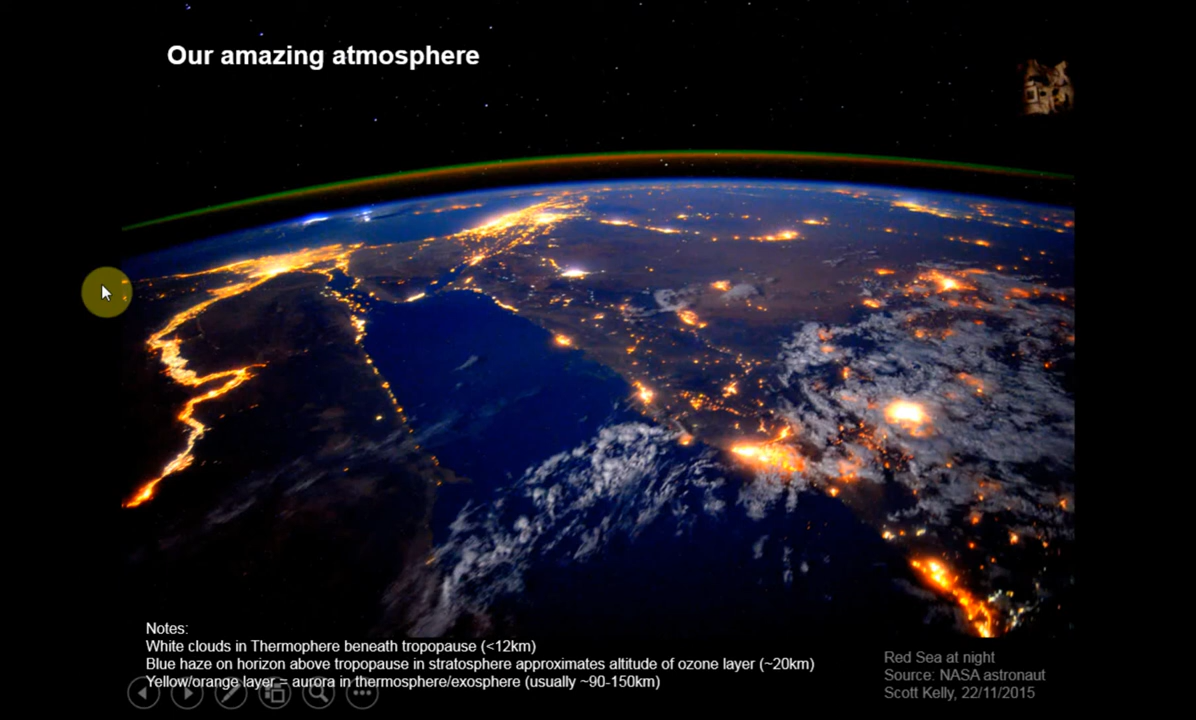 Our amazing atmosphere
Notes:
White clouds in Thermophere beneath tropopause (<12km)
Blue haze on horizon above tropopause in stratosphere approximates altitude of ozone layer (~20km)
Yellow/orange layer = aurora in thermosphere/exosphere (usually ~90-150km)
Red Sea at night
Source: NASA astronaut
Scott Kelly, 22/11/2015